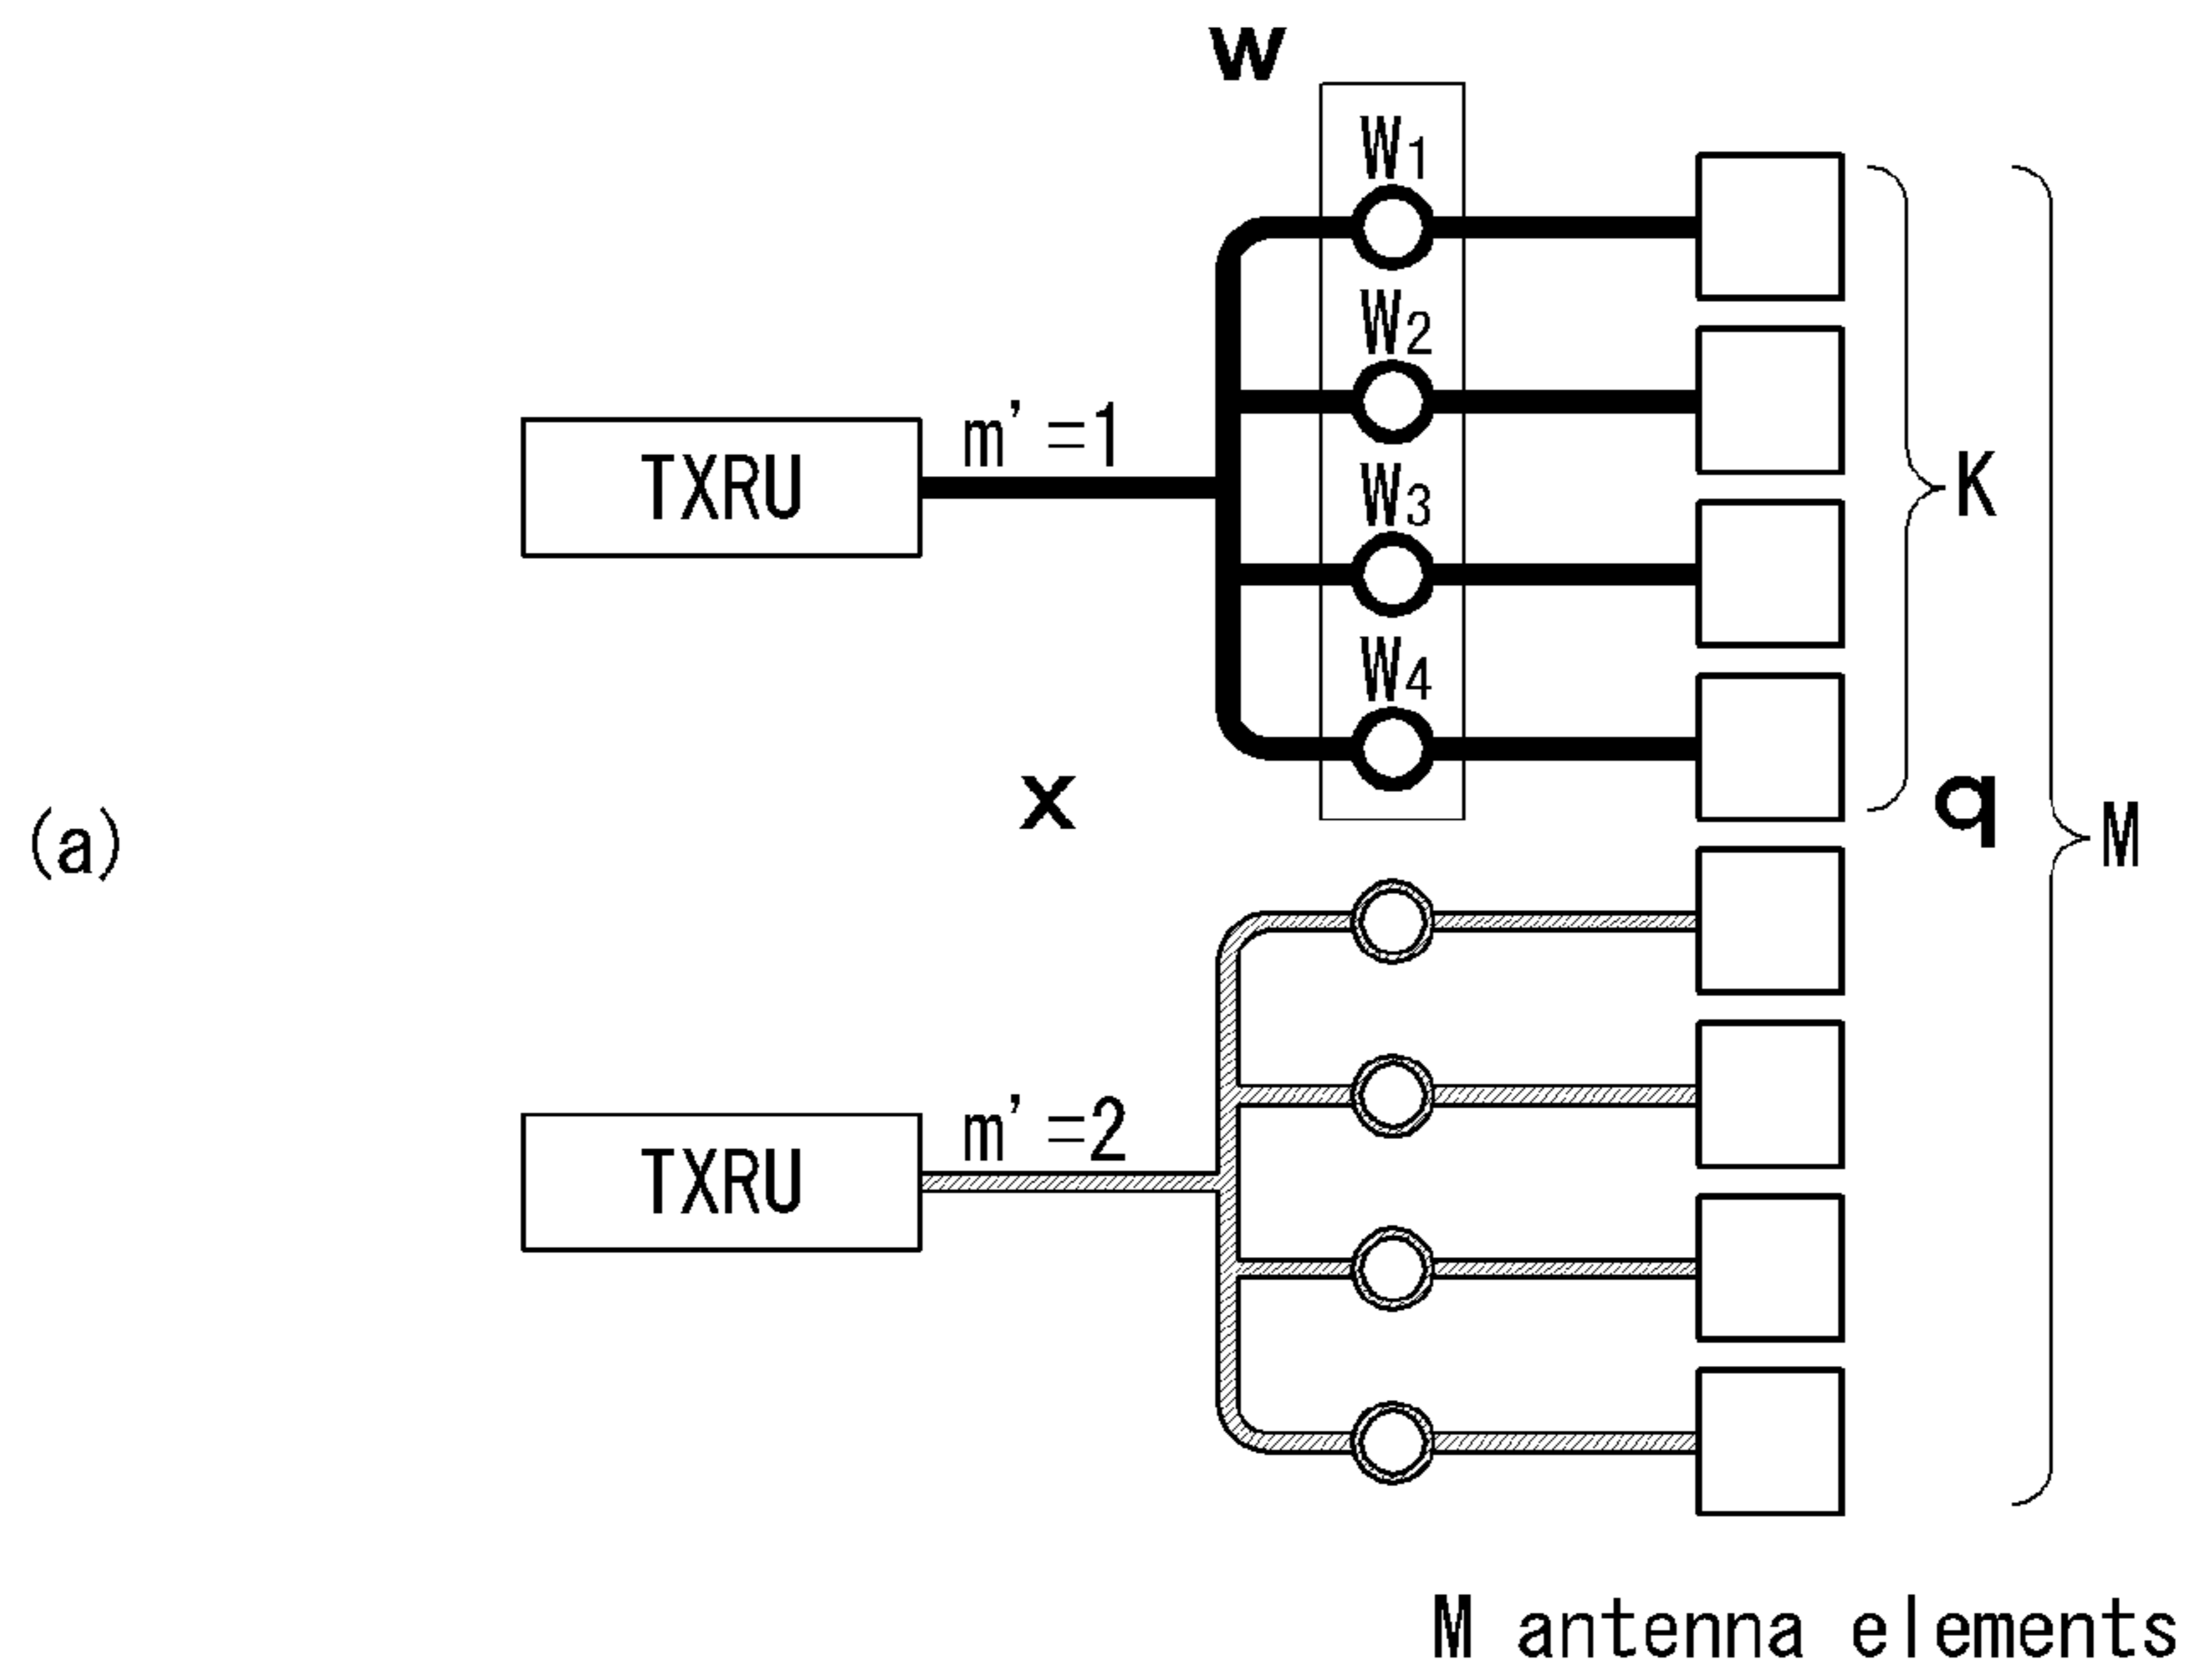 w
W1
W2
m'=1
TXRU
W3
K
W4
x
q
(a)
M
m'=2
TXRU
M antenna elements